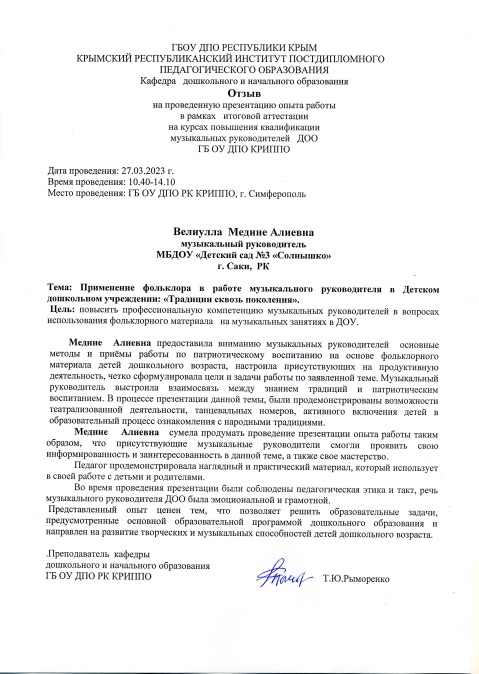 ГБОУ ДПО РЕСПУБЛИКИ КРЫМ
КРЫМСКИЙ РЕСПУБЛИКАНСКИЙ ИНСТИТУТ ПОСТДИПЛОМНОГО
ПЕДАГОГИЧЕСКОГО ОБРАЗОВАНИЯ
Кафедра дошкольного и начального образования
Отзыв
на проведенную презентацию опыта работы
в рамках итоговой аттестации
на курсах повышения квалификации
музыкальных руководителей ДОО
ГБ ОУ ДПО КРИППО
Дата проведения: 27.03.2023 г.
Время проведения: 10.40-14.10
Место проведения: ГБ ОУ ДПО РК КРИППО, г. Симферополь
Велиулла Медине Алиевна
музыкальный руководитель
МБДОУ «Детский сад №3 «Солнышко»
г. Саки, РК
Тема: Применение фольклора в работе музыкального руководителя в Детском
дошкольном учреждении: «Традиции сквозь поколения».
Цель: повысить профессиональную компетенцию музыкальных руководителей в вопросах
использования фольклорного материала на музыкальных занятиях в ДОУ.
Медине Алиевна предоставила вниманию музыкальных руководителей основные
методы и приёмы работы по патриотическому воспитанию на основе фольклорного
материала детей дошкольного возраста, настроила присутствующих на продуктивную
деятельность, четко сформулировала цели и задачи работы по заявленной теме. Музыкальный
руководитель выстроила взаимосвязь между знанием традиций и патриотическим
воспитанием. В процессе презентации данной темы, были продемонстрированы возможности
театрализованной деятельности, танцевальных номеров, активного включения детей в
образовательный процесс ознакомления с народными традициями.
Медине Алиевна сумела продумать проведение презентации опыта работы таким
образом, что присутствующие музыкальные руководители смогли проявить свою
информированность и заинтересованность в данной теме, а также свое мастерство.
Педагог продемонстрировала наглядный и практический материал, который использует
в своей работе с детьми и родителями.
Во время проведения презентации были соблюдены педагогическая этика и такт, речь
музыкального руководителя ДОО была эмоциональной и грамотной.
Представленный опыт ценен тем, что позволяет решить образовательные задачи,
предусмотренные основной образовательной программой дошкольного образования и
направлен на развитие творческих и музыкальных способностей детей дошкольного возраста.
.Преподаватель кафедры
дошкольного и начального образования
ГБ ОУ ДПО РК КРИППО Т.Ю.Рыморенко